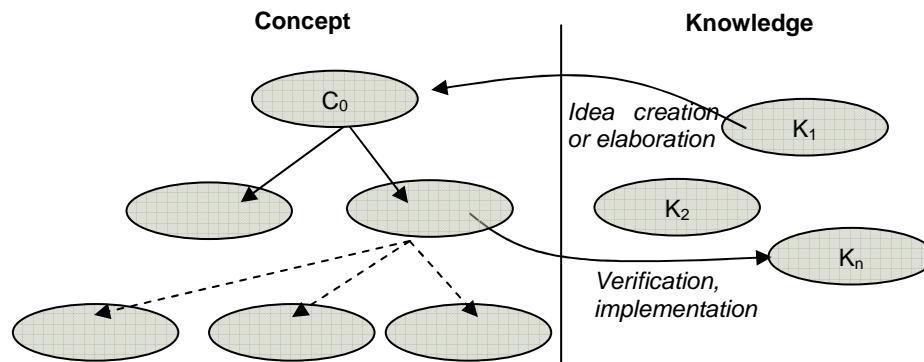 Concept
Knowledge
C₀
Idea creation
or elaboration
K₁
K₂
Kₙ
Verification,
implementation